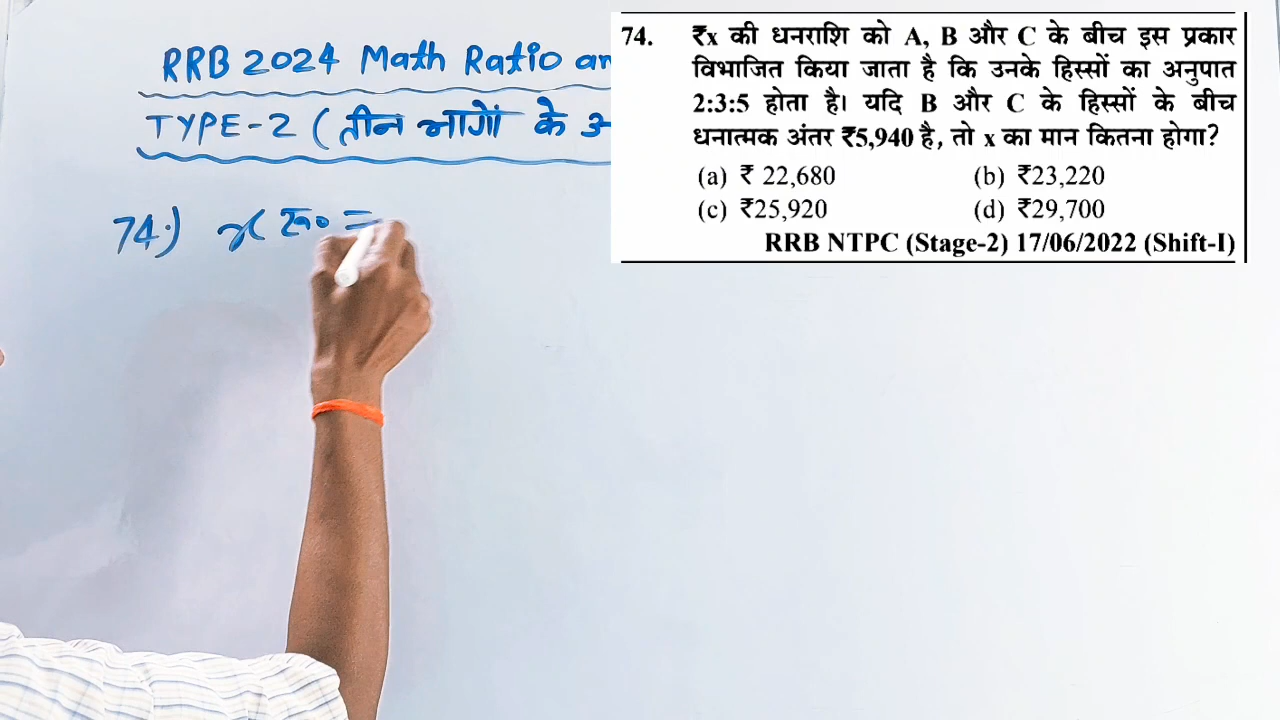 RRB 2024 Math Ratio
TYPE-2 (तीन भागों के
74.) x रु० =
74. ₹x की धनराशि को A, B और C के बीच इस प्रकार
विभाजित किया जाता है कि उनके हिस्सों का अनुपात
2:3:5 होता है। यदि B और C के हिस्सों के बीच
धनात्मक अंतर ₹5,940 है, तो x का मान कितना होगा?
(a) ₹ 22,680 (b) ₹23,220
(c) ₹25,920 (d) ₹29,700
RRB NTPC (Stage-2) 17/06/2022 (Shift-I)